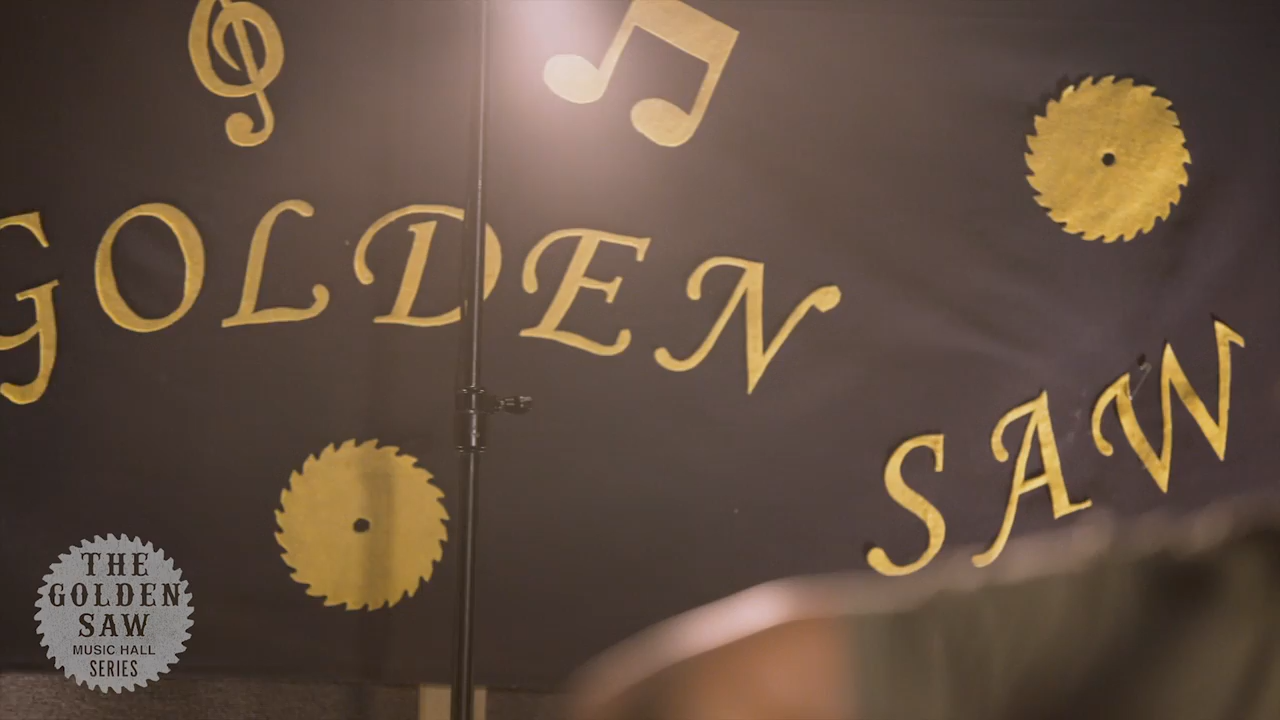 GOLDEN
SAW
THE
GOLDEN
SAW
MUSIC HALL
SERIES